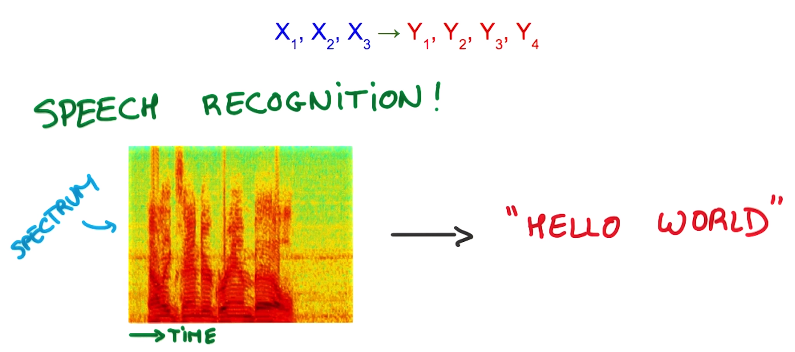 X₁, X₂, X₃ → Y₁, Y₂, Y₃, Y₄
SPEECH RECOGNITION!
SPECTRUM
"HELLO WORLD"
→ TIME